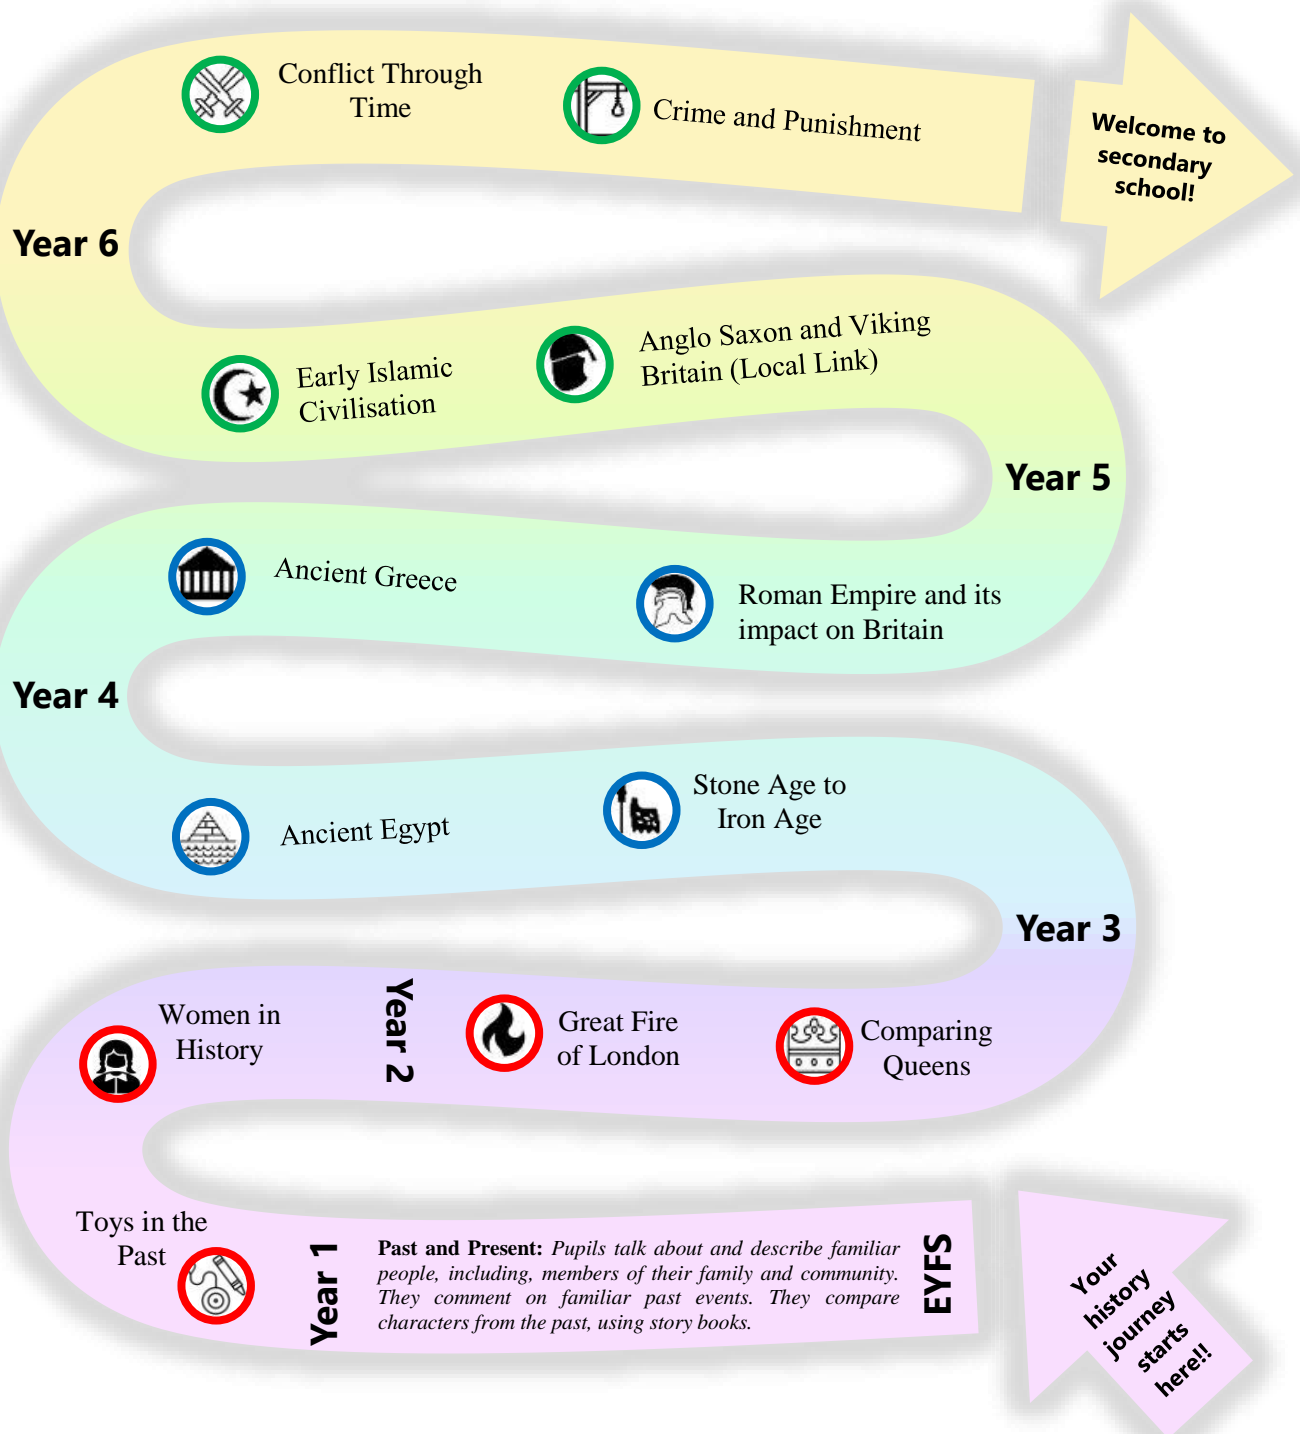 Conflict Through
Time
Crime and Punishment
Welcome to
secondary
school!
Year 6
Early Islamic
Civilisation
Anglo Saxon and Viking
Britain (Local Link)
Year 5
Ancient Greece
Roman Empire and its
impact on Britain
Year 4
Ancient Egypt
Stone Age to
Iron Age
Year 3
Women in
History
Year 2
Great Fire
of London
Comparing
Queens
Toys in the
Past
Year 1
Past and Present: Pupils talk about and describe familiar
people, including, members of their family and community.
They comment on familiar past events. They compare
characters from the past, using story books.
EYFS
Your
history
journey
starts
here!!